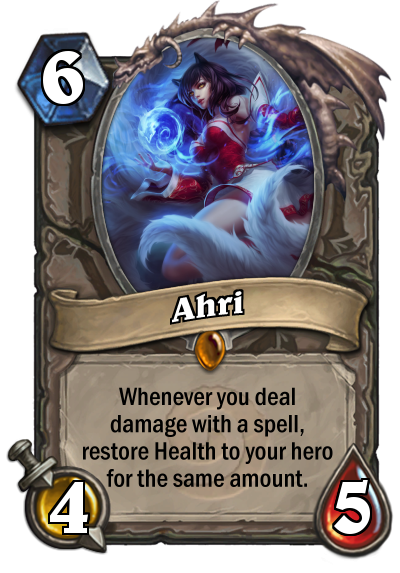 6
Ahri
Whenever you deal
damage with a spell,
restore Health to your hero
for the same amount.
4
5